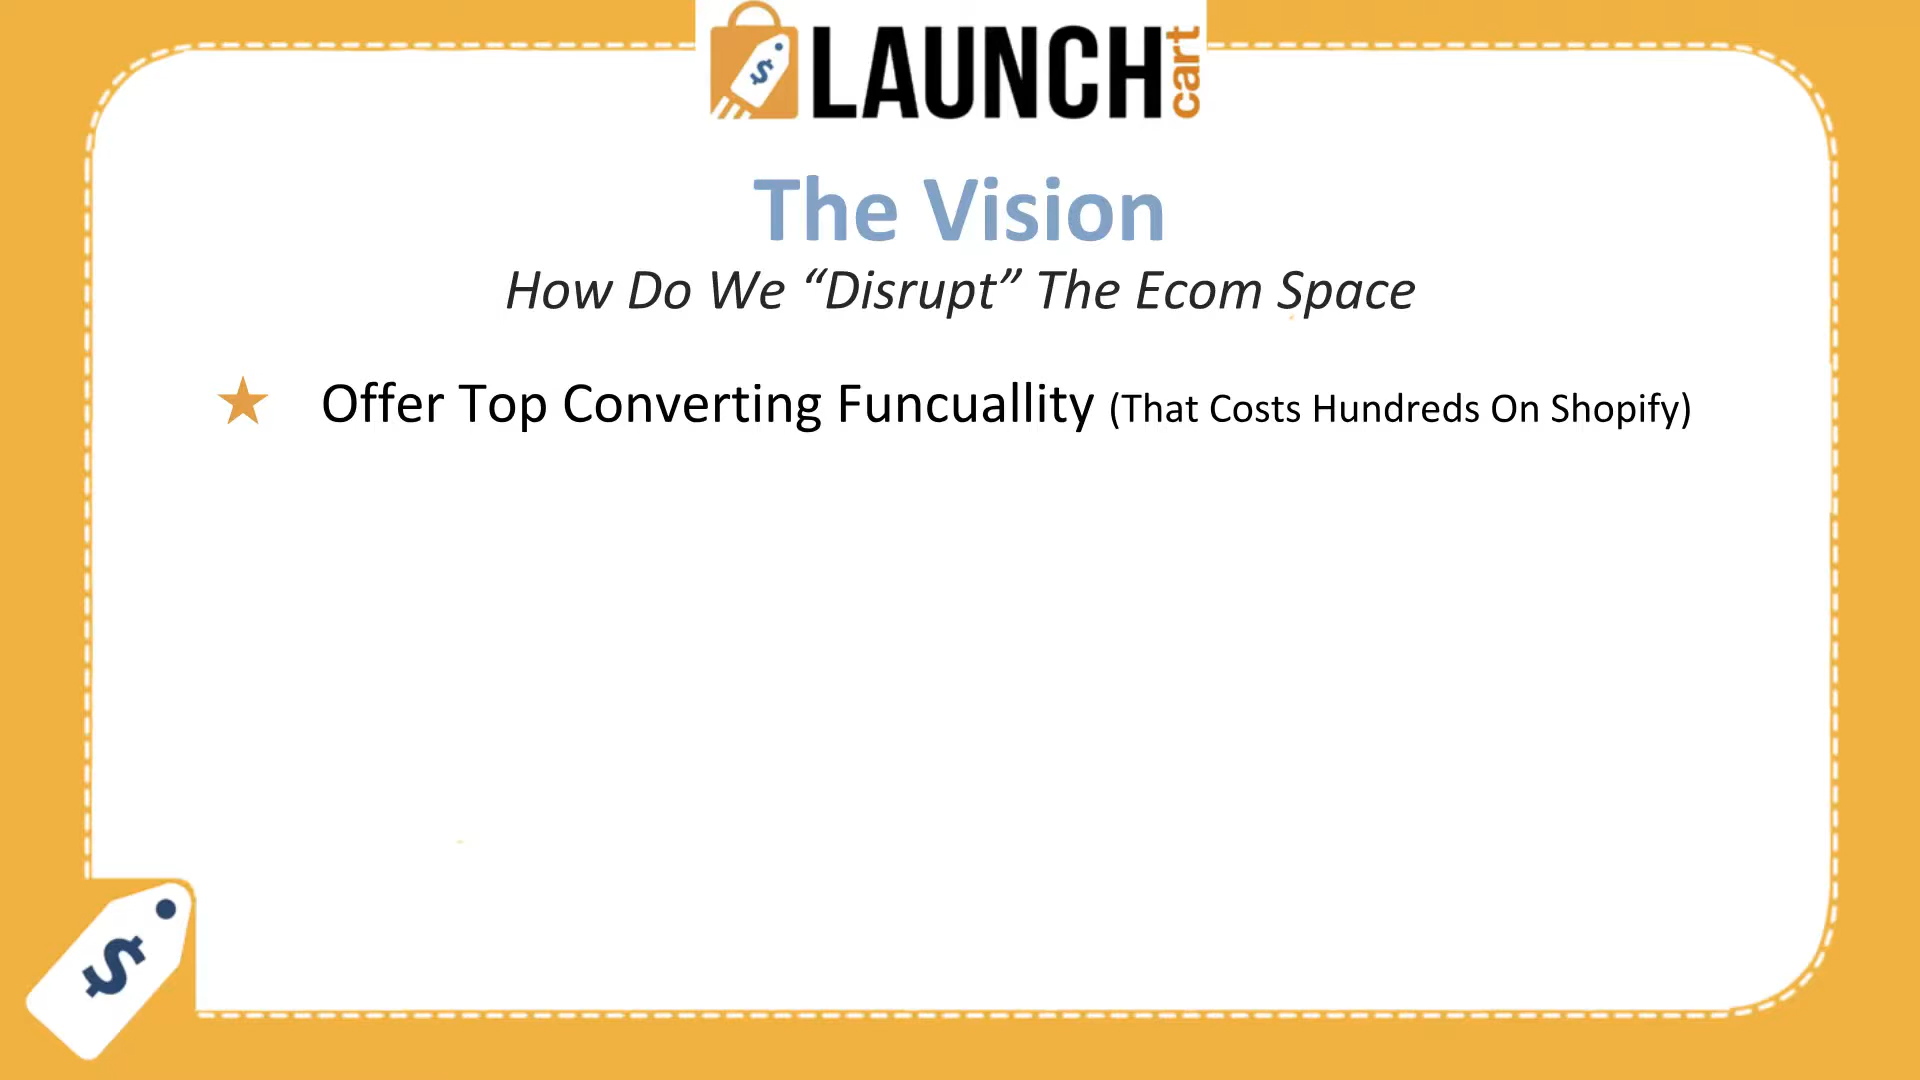 LAUNCH cart
The Vision
How Do We “Disrupt” The Ecom Space
Offer Top Converting Funcuallity (That Costs Hundreds On Shopify)
$